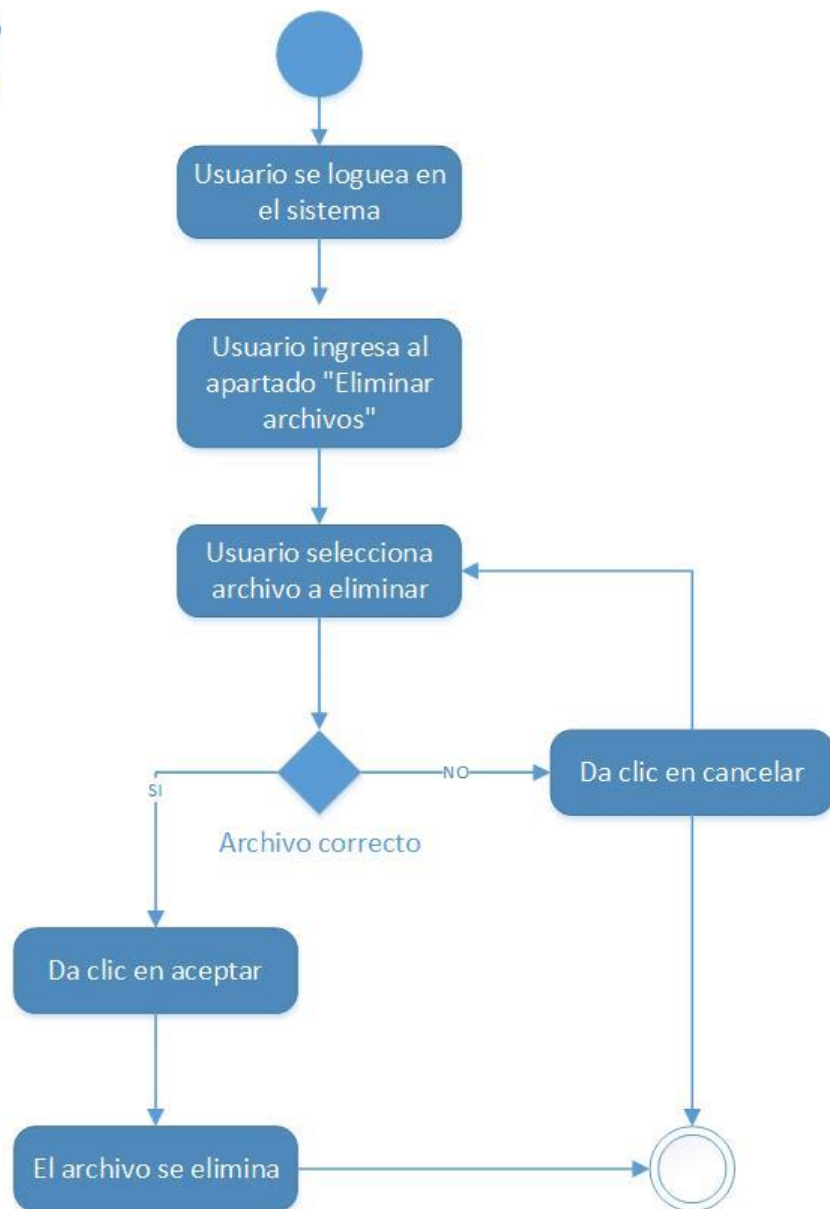 Usuario se loguea en
el sistema
Usuario ingresa al
apartado "Eliminar
archivos"
Usuario selecciona
archivo a eliminar
NO
Da clic en cancelar
SI
Archivo correcto
Da clic en aceptar
El archivo se elimina